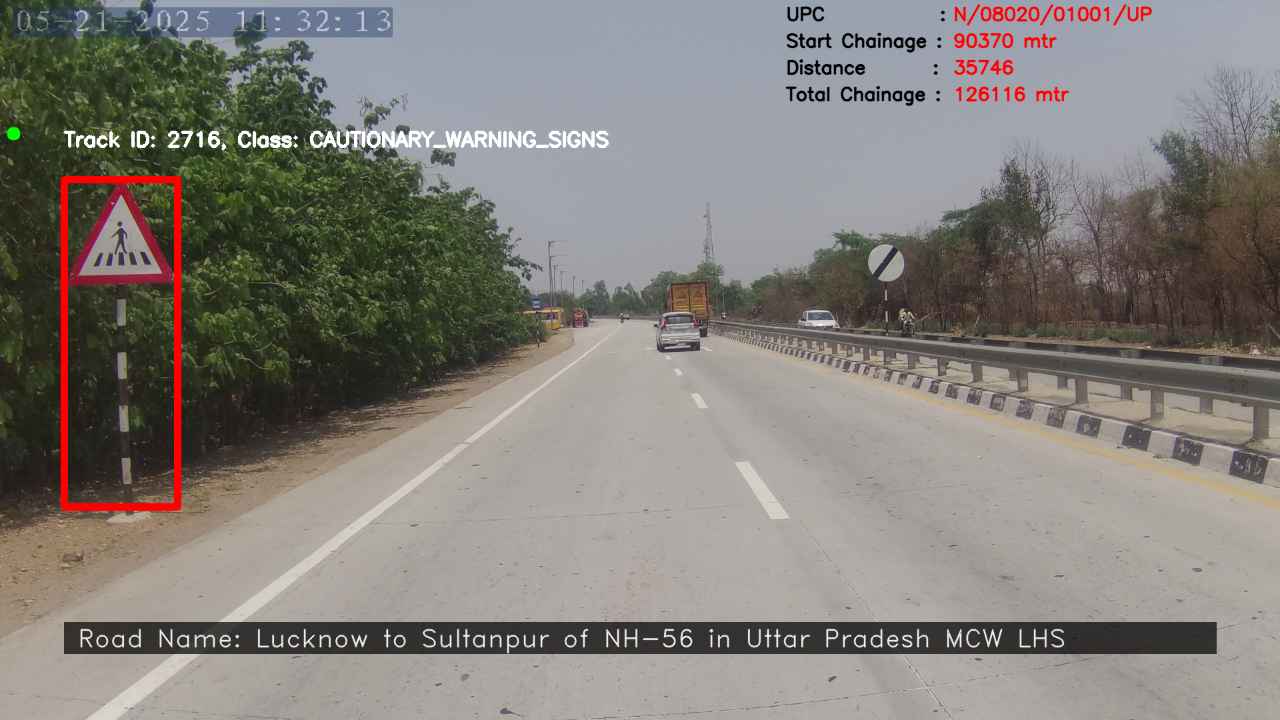 05-21-2025 11:32:13
UPC : N/08020/01001/UP
Start Chainage : 90370 mtr
Distance : 35746
Total Chainage : 126116 mtr
Track ID: 2716, Class: CAUTIONARY_WARNING_SIGNS
Road Name: Lucknow to Sultanpur of NH-56 in Uttar Pradesh MCW LHS